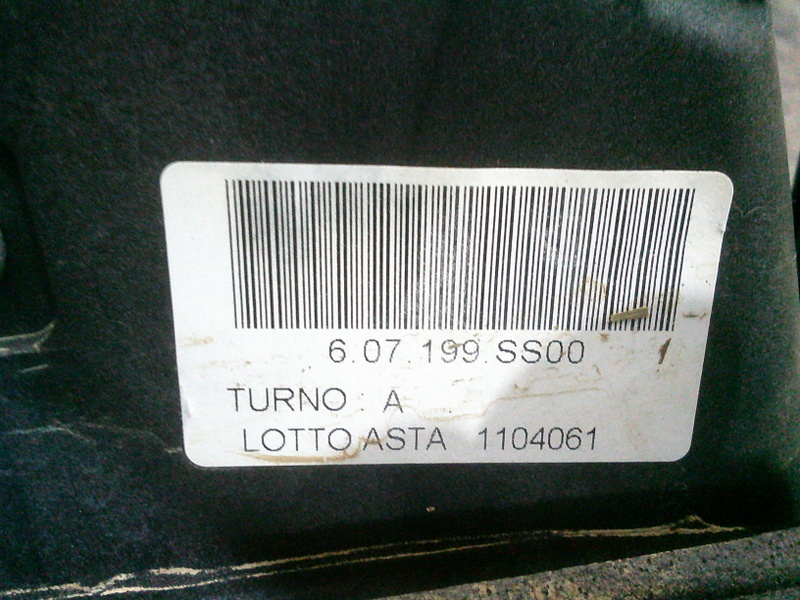 6.07.199.SS00
TURNO : A
LOTTO ASTA 1104061